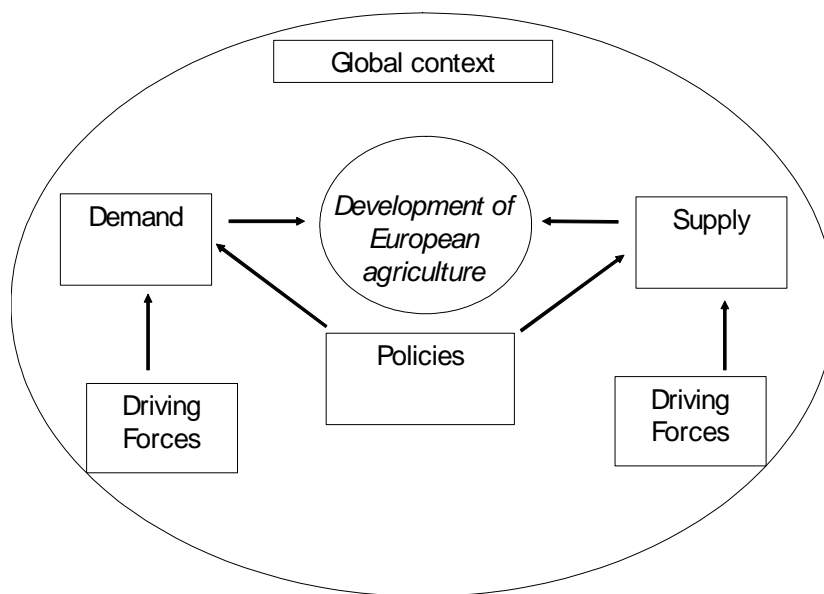 Global context
Demand
Development of
European
agriculture
Supply
Policies
Driving
Forces
Driving
Forces